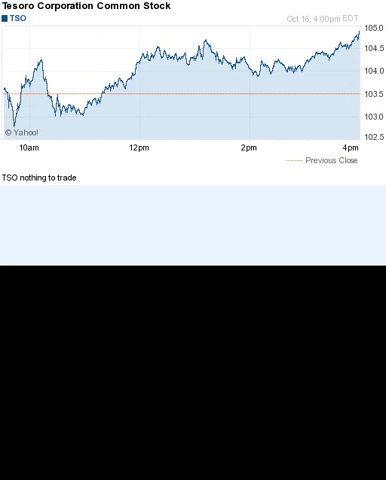 Tesoro Corporation Common Stock
TSO
Oct 16, 4:00pm EDT
105.0
104.5
104.0
103.5
103.0
102.5
© Yahoo!
10am 12pm 2pm 4pm
Previous Close
TSO nothing to trade